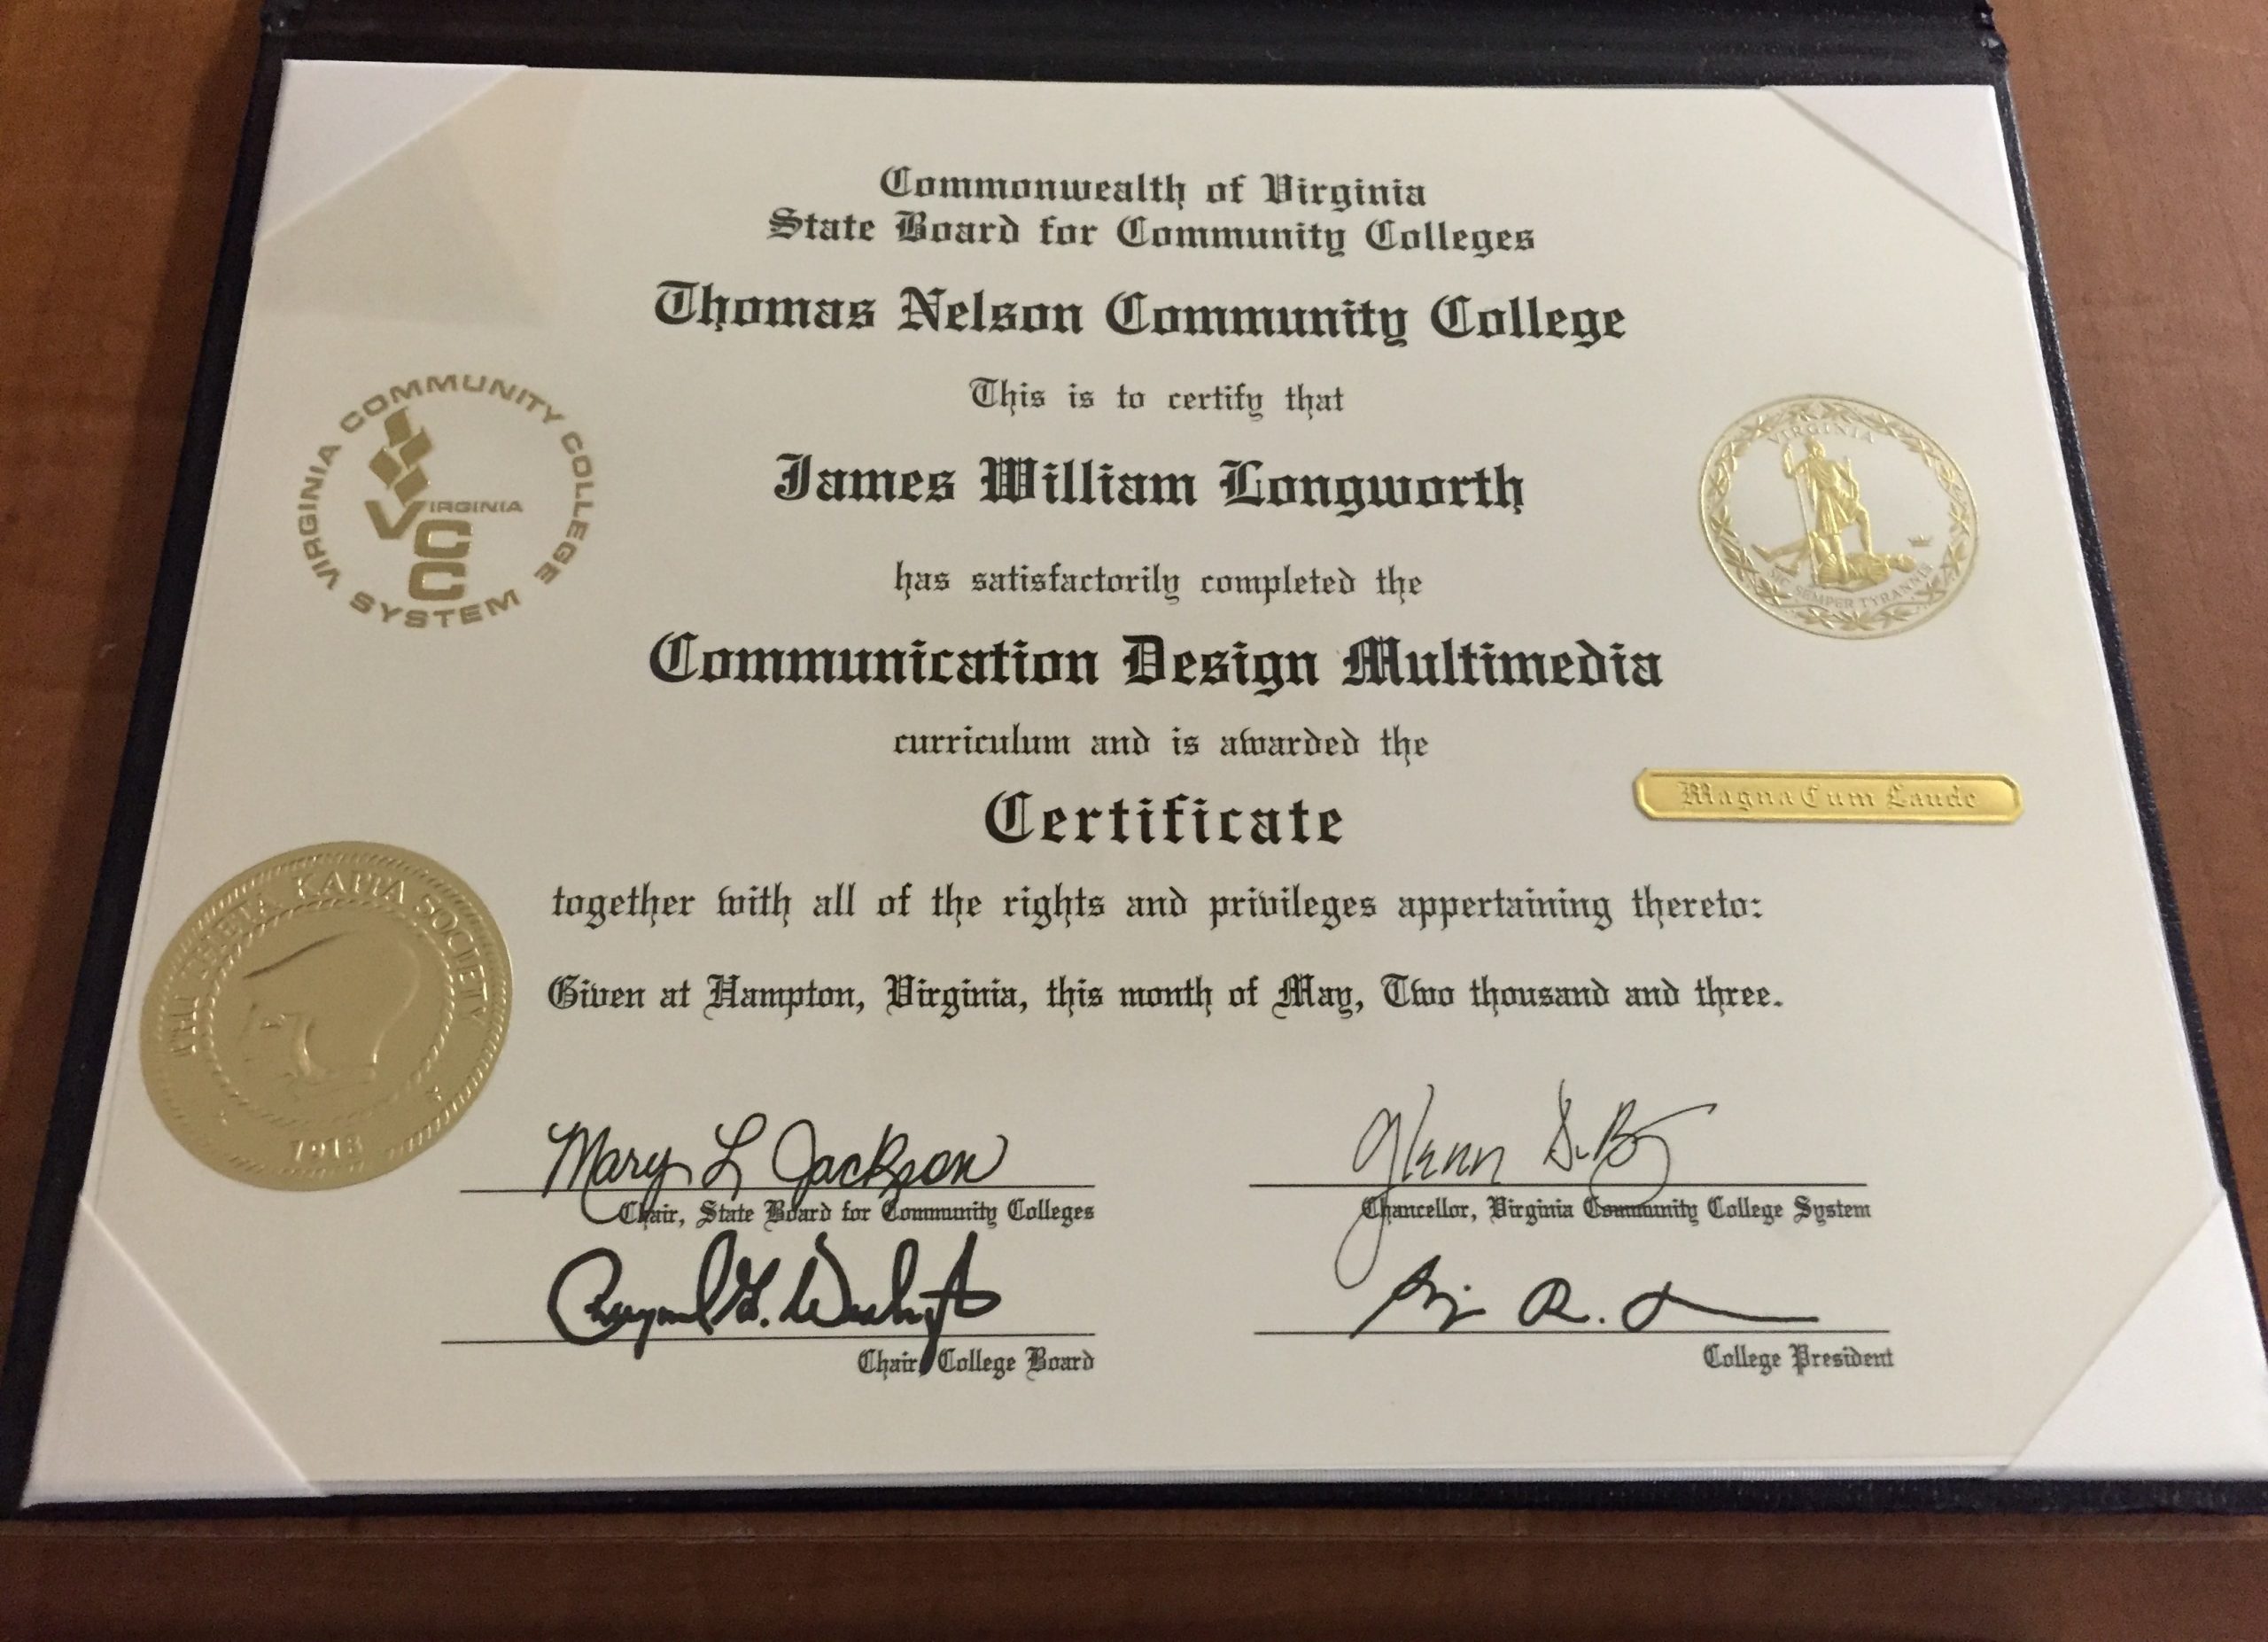 Commonwealth of Virginia
State Board for Community Colleges
Thomas Nelson Community College
This is to certify that
James William Longworth
has satisfactorily completed the
Communication Design Multimedia
curriculum and is awarded the
Certificate
together with all of the rights and privileges appertaining thereto:
Given at Hampton, Virginia, this month of May, Two thousand and three.
VIRGINIA COMMUNITY COLLEGE SYSTEM
VIRGINIA
C
C
VIRGINIA
SIC SEMPER TYRANNIS
Magna Cum Laude
PHI THETA KAPPA SOCIETY
1918
Mary L Jackson
Chair, State Board for Community Colleges
Glenn
Chancellor, Virginia Community College System
Chair, College Board
College President